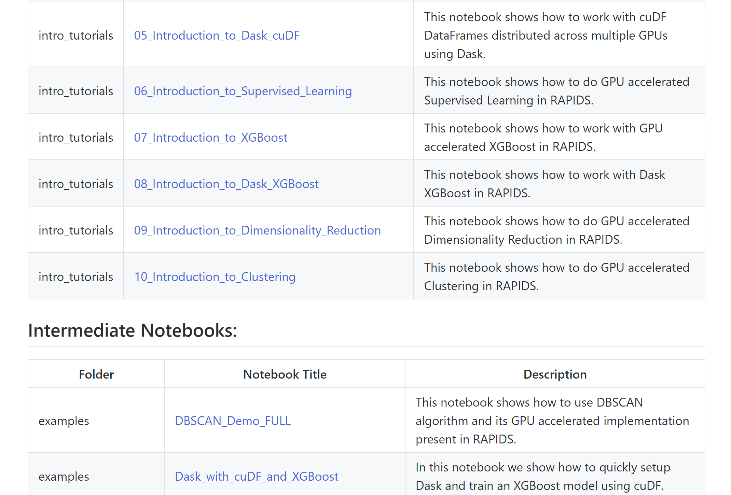 This notebook shows how to work with cuDF
intro_tutorials 05_Introduction_to_Dask_cuDF DataFrames distributed across multiple GPUs
using Dask.
This notebook shows how to do GPU accelerated
intro_tutorials 06_Introduction_to_Supervised_Learning
Supervised Learning in RAPIDS.
This notebook shows how to work with GPU
intro_tutorials 07_Introduction_to_XGBoost
accelerated XGBoost in RAPIDS.
This notebook shows how to work with Dask
intro_tutorials 08_Introduction_to_Dask_XGBoost
XGBoost in RAPIDS.
This notebook shows how to do GPU accelerated
intro_tutorials 09_Introduction_to_Dimensionality_Reduction
Dimensionality Reduction in RAPIDS.
This notebook shows how to do GPU accelerated
intro_tutorials 10_Introduction_to_Clustering
Clustering in RAPIDS.
Intermediate Notebooks:
Folder Notebook Title Description
This notebook shows how to use DBSCAN
examples DBSCAN_Demo_FULL algorithm and its GPU accelerated implementation
present in RAPIDS.
In this notebook we show how to quickly setup
examples Dask_with_cuDF_and_XGBoost
Dask and train an XGBoost model using cuDF.